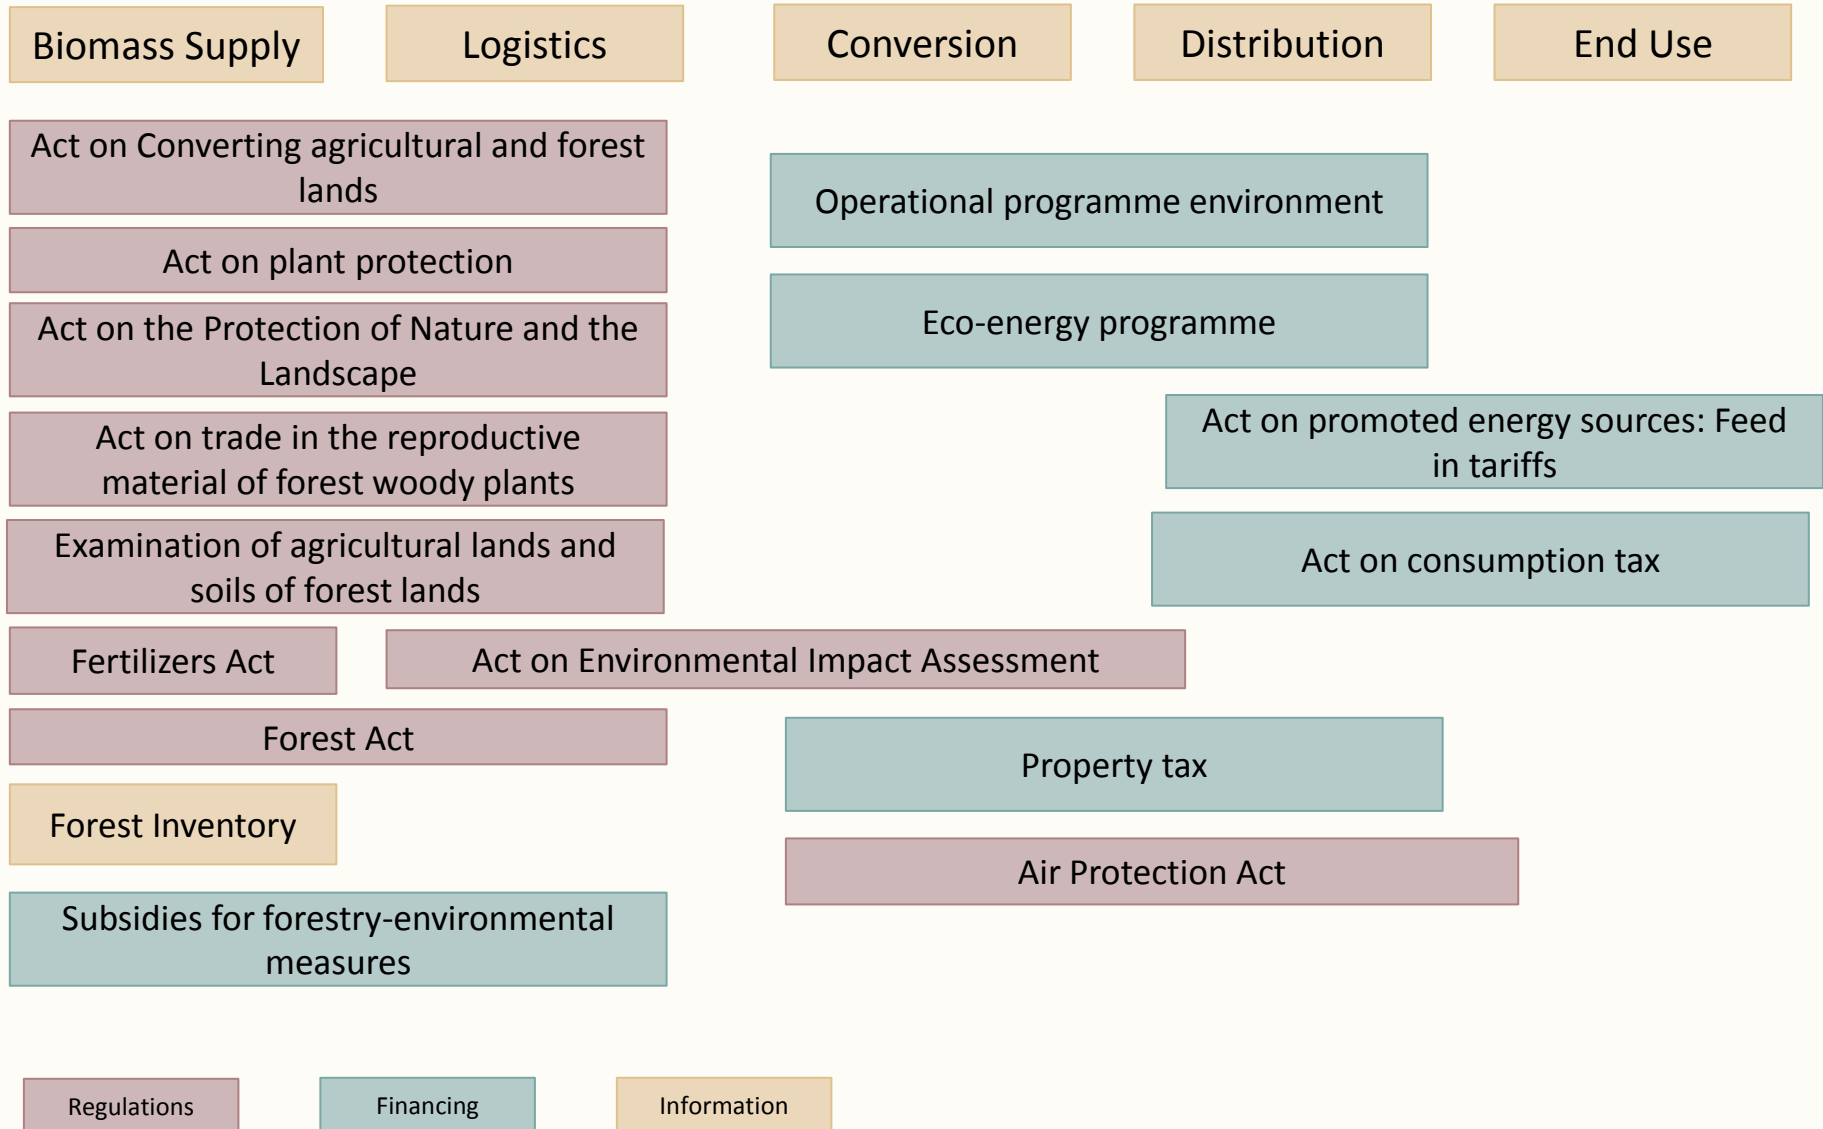 Biomass Supply
Logistics
Conversion
Distribution
End Use
Act on Converting agricultural and forest
lands
Act on plant protection
Act on the Protection of Nature and the
Landscape
Act on trade in the reproductive
material of forest woody plants
Examination of agricultural lands and
soils of forest lands
Fertilizers Act
Act on Environmental Impact Assessment
Forest Act
Forest Inventory
Subsidies for forestry-environmental
measures
Operational programme environment
Eco-energy programme
Act on promoted energy sources: Feed
in tariffs
Act on consumption tax
Property tax
Air Protection Act
Regulations
Financing
Information